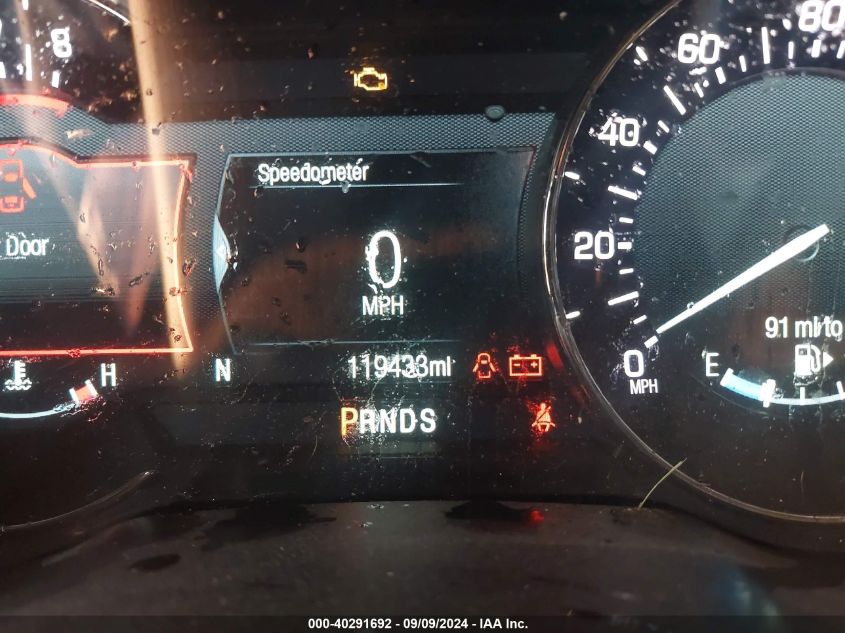 8
80
60
Speedometer
40
Door
0
20
MPH
91 mi to
119433mi
E
H
N
0
E
MPH
PRNDS
000-40291692 - 09/09/2024 - IAA Inc.